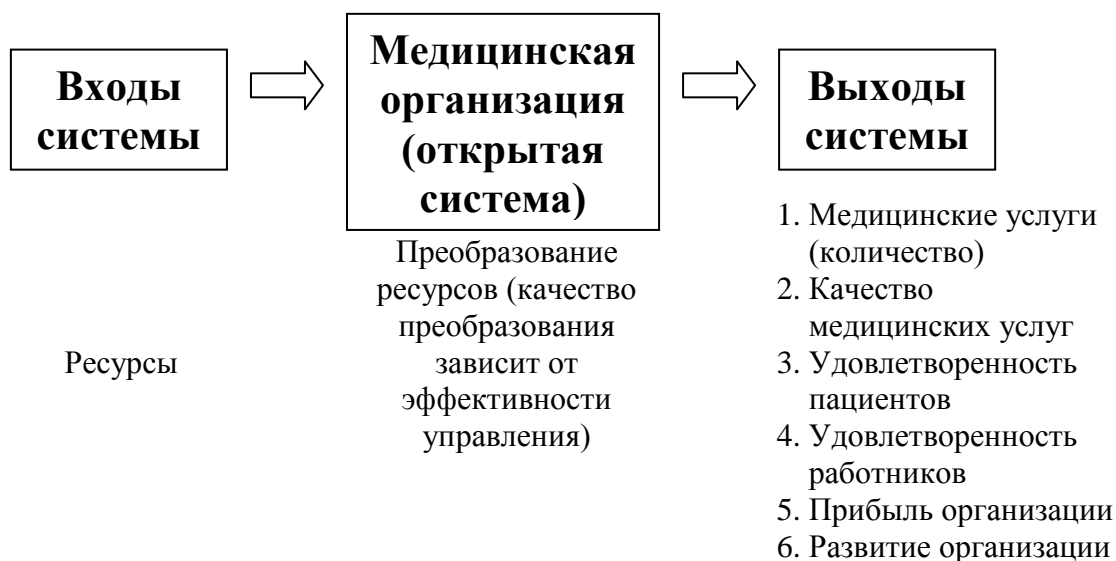 Входы
системы
Медицинская
организация
(открытая
система)
Выходы
системы
Ресурсы
Преобразование
ресурсов (качество
преобразования
зависит от
эффективности
управления)
1. Медицинские услуги
(количество)
2. Качество
медицинских услуг
3. Удовлетворенность
пациентов
4. Удовлетворенность
работников
5. Прибыль организации
6. Развитие организации